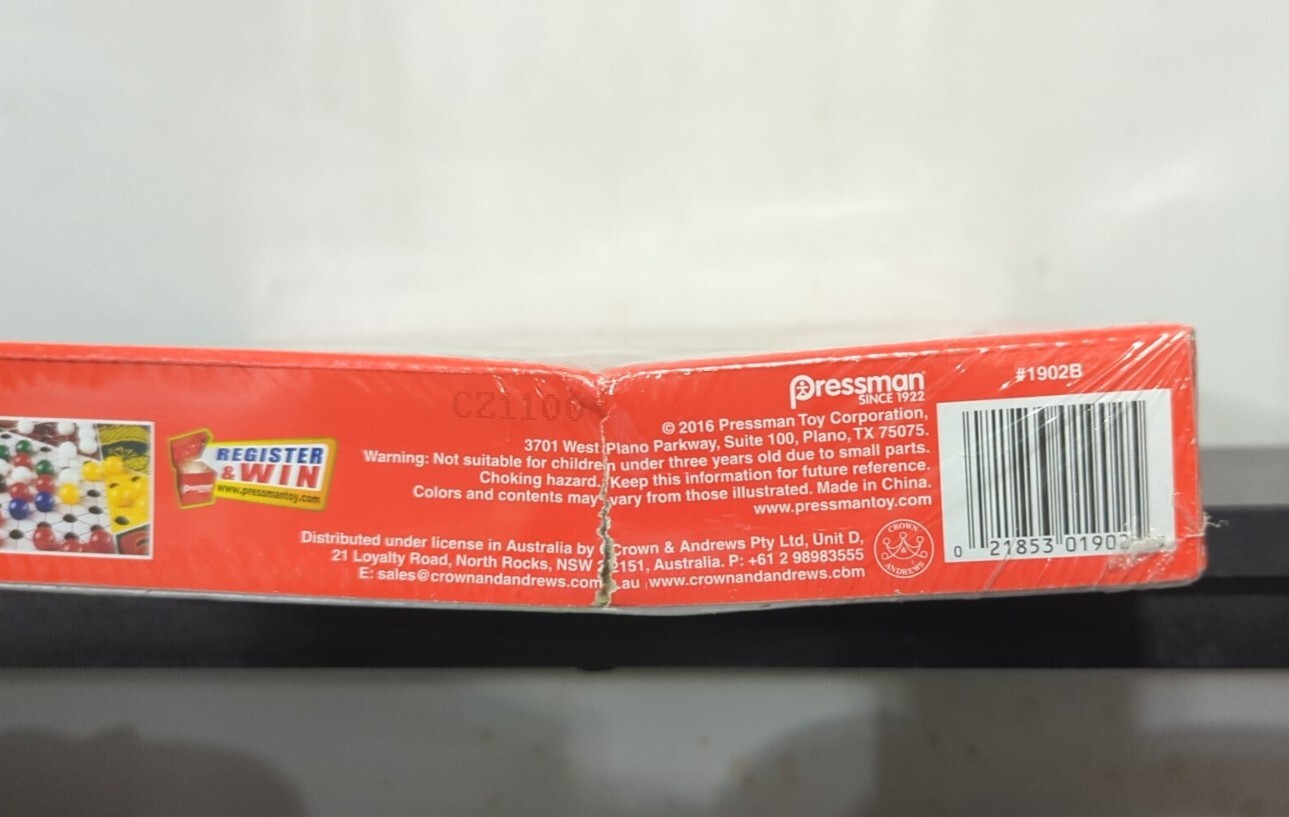 CZ1100
REGISTER
& WIN
www.pressmantoy.com
Pressman
SINCE 1922
#1902B
© 2016 Pressman Toy Corporation,
3701 West Plano Parkway, Suite 100, Plano, TX 75075.
Warning: Not suitable for children under three years old due to small parts.
Choking hazard. Keep this information for future reference.
Colors and contents may vary from those illustrated. Made in China.
www.pressmantoy.com
Distributed under license in Australia by Crown & Andrews Pty Ltd, Unit D,
21 Loyalty Road, North Rocks, NSW 2151, Australia. P: +61 2 98983555
E: sales@crownandandrews.com.au www.crownandandrews.com
CROWN
ANDREWS
0 21853 0190